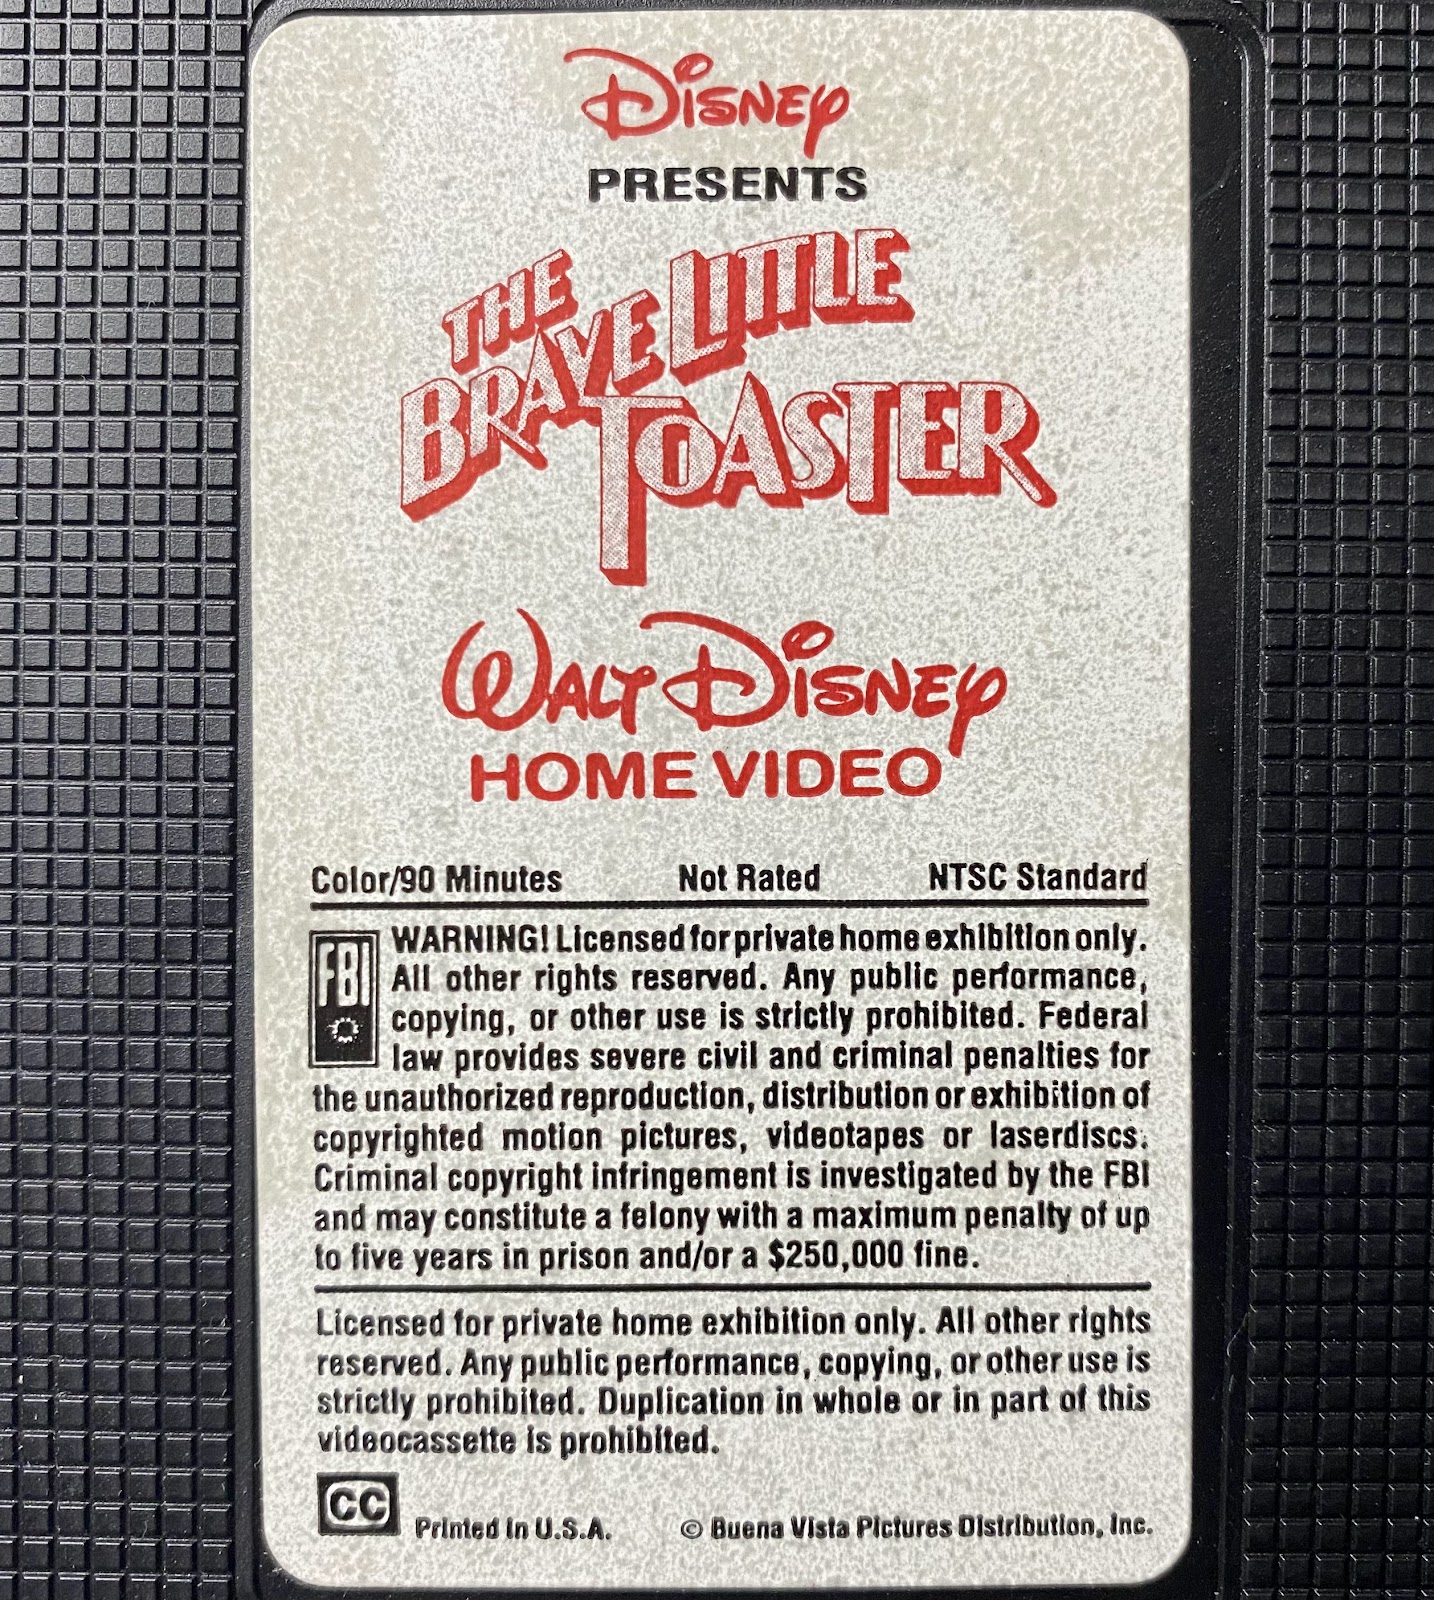 Disney
PRESENTS
THE
BRAVE LITTLE
TOASTER
Walt Disney
HOME VIDEO
Color/90 Minutes Not Rated NTSC Standard
FBI
WARNING! Licensed for private home exhibition only.
All other rights reserved. Any public performance,
copying, or other use is strictly prohibited. Federal
law provides severe civil and criminal penalties for
the unauthorized reproduction, distribution or exhibition of
copyrighted motion pictures, videotapes or laserdiscs.
Criminal copyright infringement is investigated by the FBI
and may constitute a felony with a maximum penalty of up
to five years in prison and/or a $250,000 fine.
Licensed for private home exhibition only. All other rights
reserved. Any public performance, copying, or other use is
strictly prohibited. Duplication in whole or in part of this
videocassette is prohibited.
CC
Printed in U.S.A. © Buena Vista Pictures Distribution, Inc.